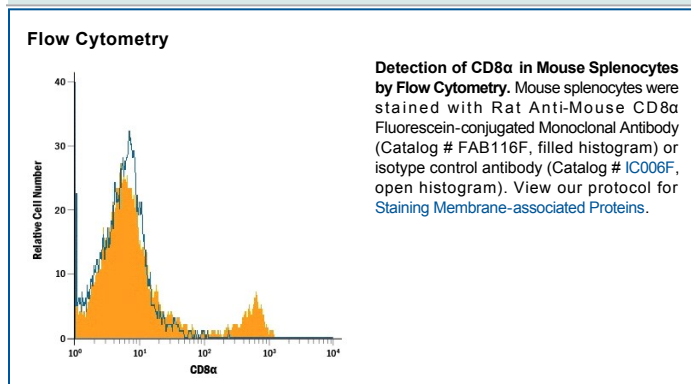 Flow Cytometry
40
30
20
10
0
Relative Cell Number
10⁰
10¹
10²
10³
10⁴
CD8α
Detection of CD8α in Mouse Splenocytes
by Flow Cytometry. Mouse splenocytes were
stained with Rat Anti-Mouse CD8α
Fluorescein-conjugated Monoclonal Antibody
(Catalog # FAB116F, filled histogram) or
isotype control antibody (Catalog # IC006F,
open histogram). View our protocol for
Staining Membrane-associated Proteins.